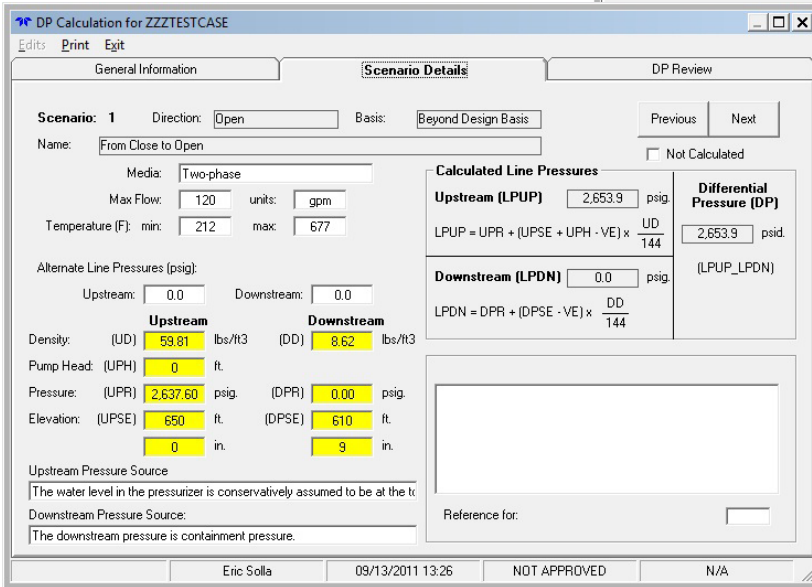 DP Calculation for ZZZTESTCASE
Edits Print Exit
General Information Scenario Details DP Review
Scenario: 1 Direction: Open Basis: Beyond Design Basis Previous Next
Name: From Close to Open Not Calculated
Media: Two-phase
Max Flow: 120 units: gpm
Temperature (F): min: 212 max: 677
Alternate Line Pressures (psig):
Upstream: 0.0 Downstream: 0.0
Upstream Downstream
Density: (UD) 59.81 lbs/ft3 (DD) 8.62 lbs/ft3
Pump Head: (UPH) 0 ft.
Pressure: (UPR) 2,637.60 psig. (DPR) 0.00 psig.
Elevation: (UPSE) 650 ft. (DPSE) 610 ft.
0 in. 9 in.
Upstream Pressure Source
The water level in the pressurizer is conservatively assumed to be at the
Downstream Pressure Source:
The downstream pressure is containment pressure.
Calculated Line Pressures
Upstream (LPUP) 2,653.9 psig.
LPUP = UPR + (UPSE + UPH - VE) x UD
144
Downstream (LPDN) 0.0 psig.
LPDN = DPR + (DPSE - VE) x DD
144
Differential
Pressure (DP)
2,653.9 psid.
(LPUP_LPDN)
Reference for:
Eric Solla 09/13/2011 13:26 NOT APPROVED N/A